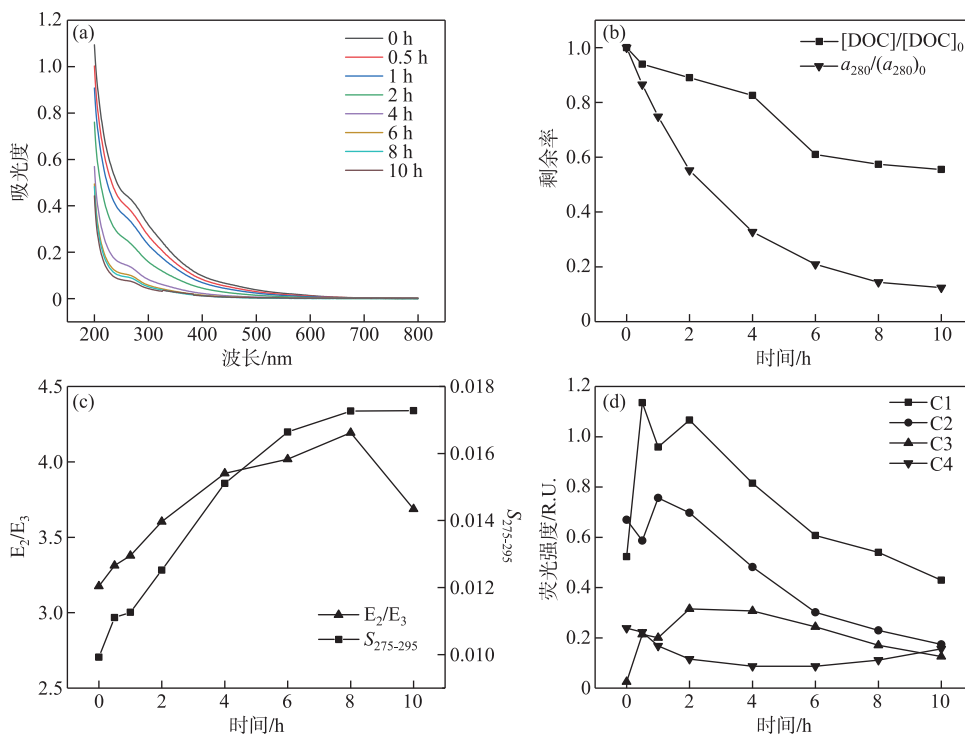 (a)
0 h
0.5 h
1 h
2 h
4 h
6 h
8 h
10 h
1.2
1.0
0.8
0.6
0.4
0.2
0
吸光度
200 300 400 500 600 700 800
波长/nm
(b)
[DOC]/[DOC]₀
a₂₈₀/(a₂₈₀)₀
1.0
0.8
0.6
0.4
0.2
0
剩余率
0 2 4 6 8 10
时间/h
(c)
4.5
4.0
3.5
3.0
2.5
E₂/E₃
0.018
0.016
0.014
0.012
0.010
S₂₇₅₋₂₉₅
E₂/E₃
S₂₇₅₋₂₉₅
0 2 4 6 8 10
时间/h
(d)
C1
C2
C3
C4
1.2
1.0
0.8
0.6
0.4
0.2
0
荧光强度/R.U.
0 2 4 6 8 10
时间/h